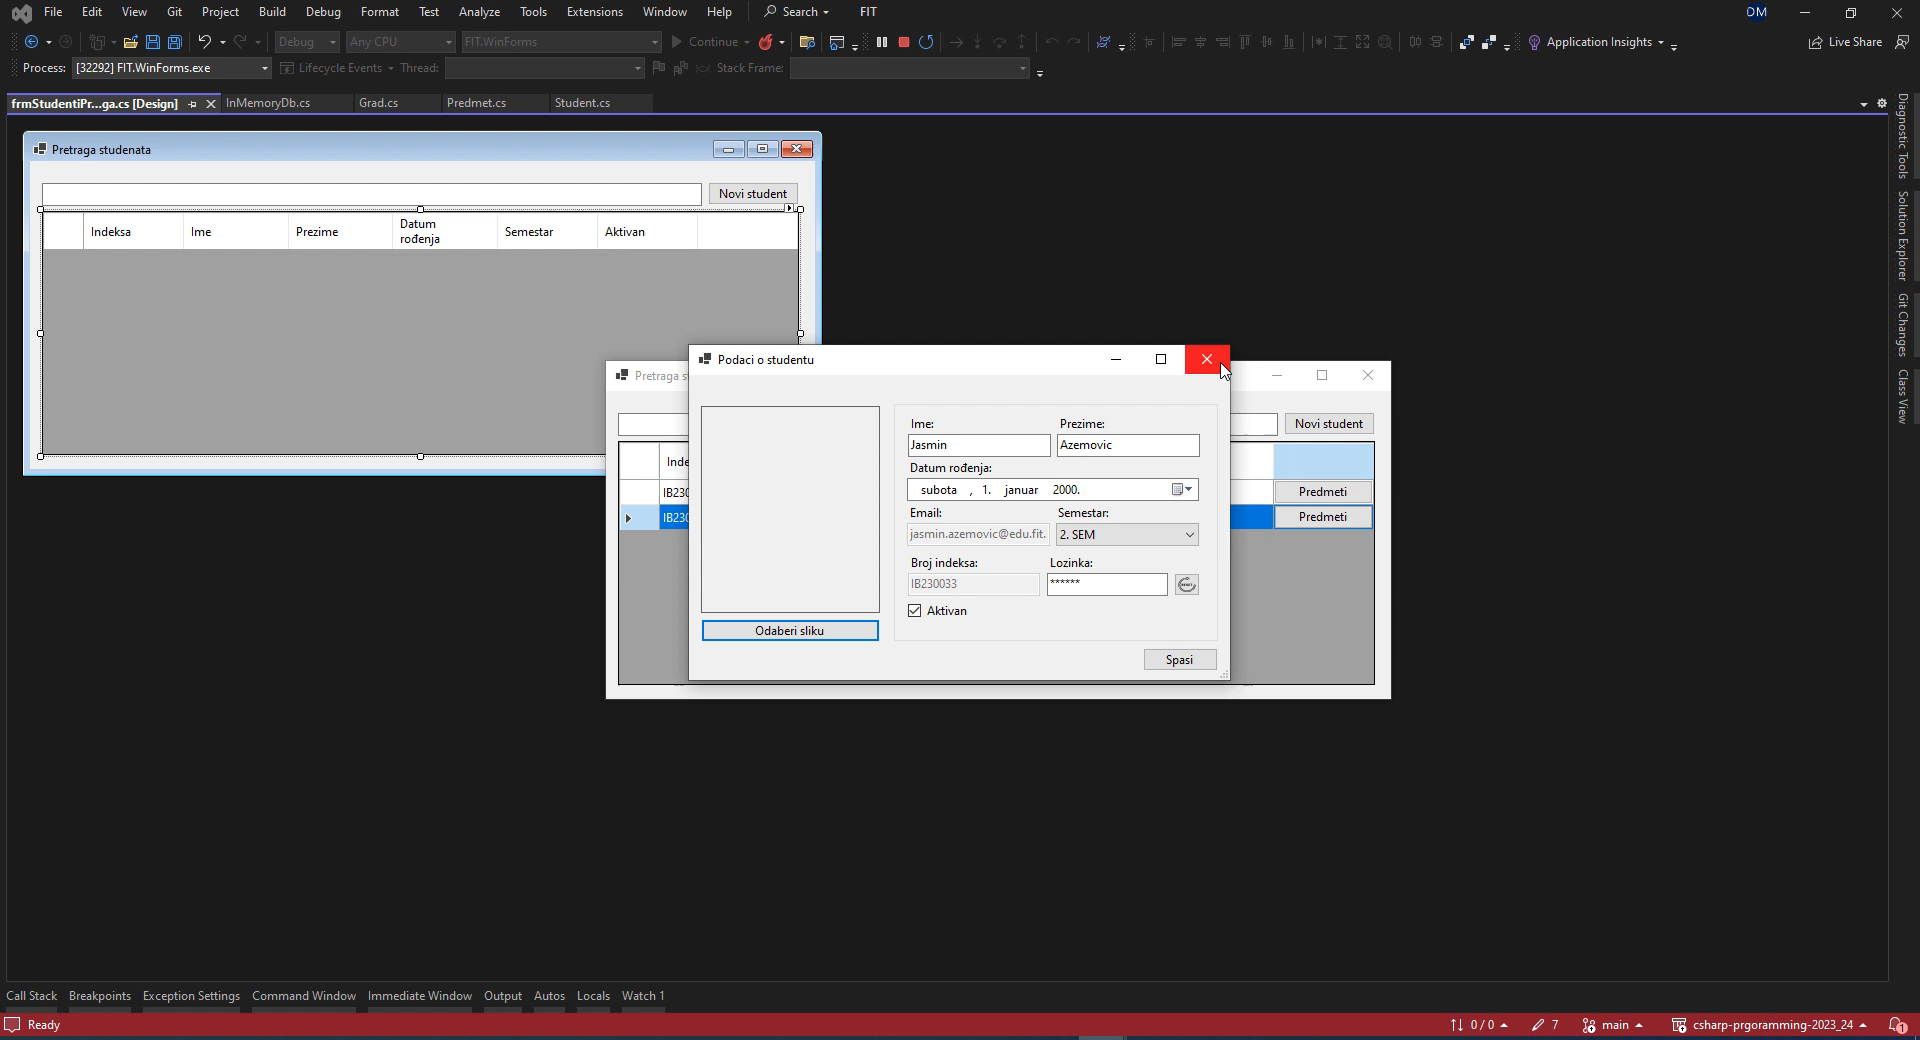 File Edit View Git Project Build Debug Format Test Analyze Tools Extensions Window Help Search FIT DM
Debug Any CPU FIT.WinForms Continue Application Insights Live Share
Process: [32292] FIT.WinForms.exe Lifecycle Events Thread: Stack Frame:
frmStudentiPr...ga.cs [Design] InMemoryDb.cs Grad.cs Predmet.cs Student.cs
Diagnostic Tools
Solution Explorer
Git Changes
Class View
Pretraga studenata
Novi student
Indeksa Ime Prezime Datum rođenja Semestar Aktivan
Pretraga s
Novi student
Inde
IB230 Predmeti
IB230 Predmeti
Podaci o studentu
Ime: Prezime:
Jasmin Azemovic
Datum rođenja:
subota , 1. januar 2000.
Email: Semestar:
jasmin.azemovic@edu.fit. 2. SEM
Broj indeksa: Lozinka:
IB230033 ******
Aktivan
Odaberi sliku
Spasi
Call Stack Breakpoints Exception Settings Command Window Immediate Window Output Autos Locals Watch 1
Ready 0 / 0 7 main csharp-prgoramming-2023_24 1